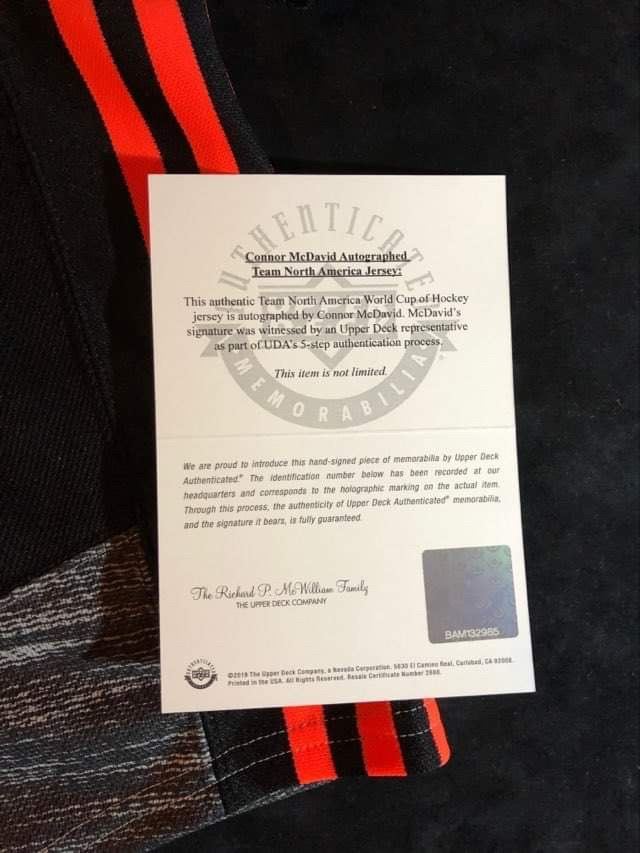 AUTHENTICATED
MEMORABILIA
Connor McDavid Autographed
Team North America Jersey:
This authentic Team North America World Cup of Hockey
jersey is autographed by Connor McDavid. McDavid's
signature was witnessed by an Upper Deck representative
as part of UDA's 5-step authentication process.
This item is not limited.
We are proud to introduce this hand-signed piece of memorabilia by Upper Deck
Authenticated.® The identification number below has been recorded at our
headquarters and corresponds to the holographic marking on the actual item.
Through this process, the authenticity of Upper Deck Authenticated® memorabilia,
and the signature it bears, is fully guaranteed.
The Richard P. McWilliam Family
THE UPPER DECK COMPANY
BAM132985
©2019 The Upper Deck Company, a Nevada Corporation. 5830 El Camino Real, Carlsbad, CA 92008.
Printed in the USA. All Rights Reserved. Resale Certificate Number